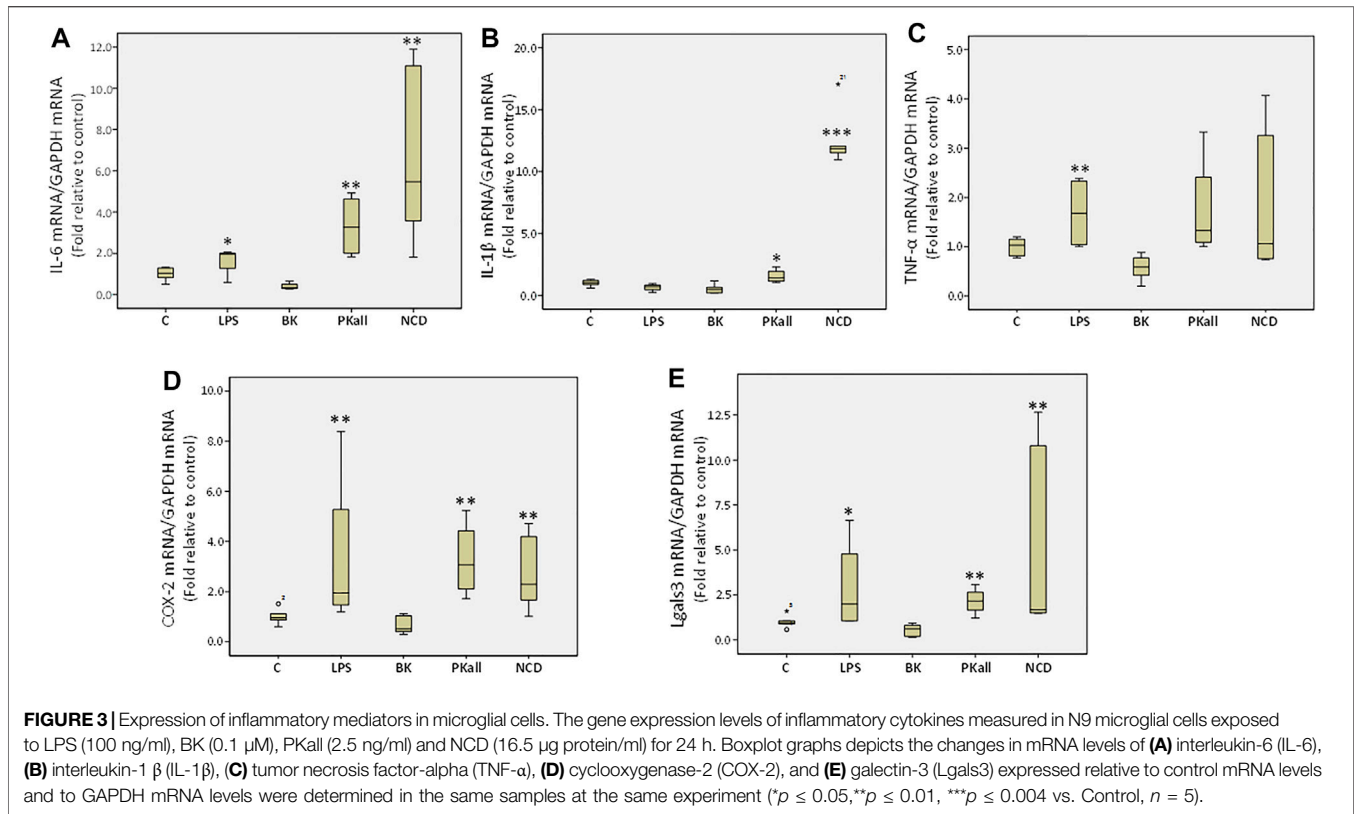 A
IL-6 mRNA/GAPDH mRNA
(Fold relative to control)
12.0
10.0
8.0
6.0
4.0
2.0
0.0
*
**
**
C LPS BK PKall NCD
B
IL-1β mRNA/GAPDH mRNA
(Fold relative to control)
20.0
15.0
10.0
5.0
0.0
*
***
* 21
C LPS BK PKall NCD
C
TNF-α mRNA/GAPDH mRNA
(Fold relative to control)
5.0
4.0
3.0
2.0
1.0
0.0
**
C LPS BK PKall NCD
D
COX-2 mRNA/GAPDH mRNA
(Fold relative to control)
10.0
8.0
6.0
4.0
2.0
0.0
2
**
**
**
C LPS BK PKall NCD
E
Lgals3 mRNA/GAPDH mRNA
(Fold relative to control)
12.5
10.0
7.5
5.0
2.5
0.0
*
*
**
**
C LPS BK PKall NCD
FIGURE 3 | Expression of inflammatory mediators in microglial cells. The gene expression levels of inflammatory cytokines measured in N9 microglial cells exposed
to LPS (100 ng/ml), BK (0.1 μM), PKall (2.5 ng/ml) and NCD (16.5 μg protein/ml) for 24 h. Boxplot graphs depicts the changes in mRNA levels of (A) interleukin-6 (IL-6),
(B) interleukin-1 β (IL-1β), (C) tumor necrosis factor-alpha (TNF-α), (D) cyclooxygenase-2 (COX-2), and (E) galectin-3 (Lgals3) expressed relative to control mRNA levels
and to GAPDH mRNA levels were determined in the same samples at the same experiment (*p ≤ 0.05,**p ≤ 0.01, ***p ≤ 0.004 vs. Control, n = 5).